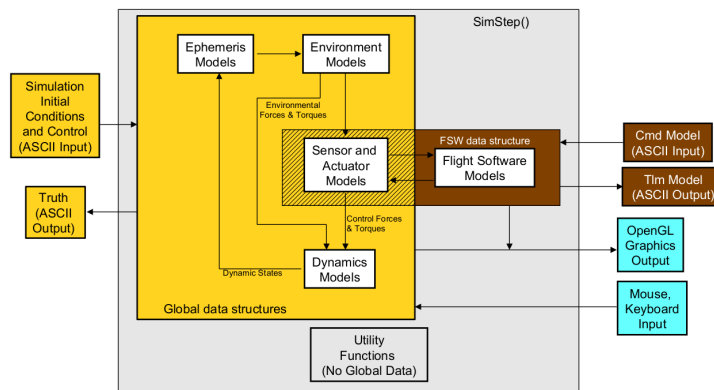 SimStep()
Ephemeris
Models
Environment
Models
Simulation
Initial
Conditions
and Control
(ASCII Input)
Environmental
Forces & Torques
FSW data structure
Cmd Model
(ASCII Input)
Sensor and
Actuator
Models
Flight Software
Models
Tlm Model
(ASCII Output)
Truth
(ASCII
Output)
Control Forces
& Torques
OpenGL
Graphics
Output
Dynamics
Models
Dynamic States
Global data structures
Mouse,
Keyboard
Input
Utility
Functions
(No Global Data)